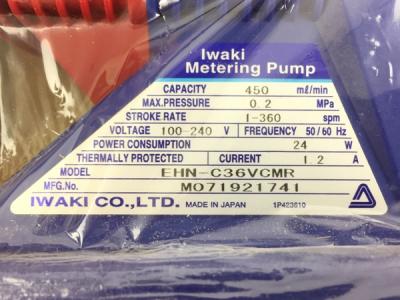 Iwaki
Metering Pump
CAPACITY 450 mℓ/min
MAX.PRESSURE 0.2 MPa
STROKE RATE 1-360 spm
VOLTAGE 100-240 V FREQUENCY 50/60 Hz
POWER CONSUMPTION 24 W
THERMALLY PROTECTED CURRENT 1.2 A
MODEL EHN-C36VCMR
MFG.No. M071921741
IWAKI CO.,LTD. MADE IN JAPAN 1P423610